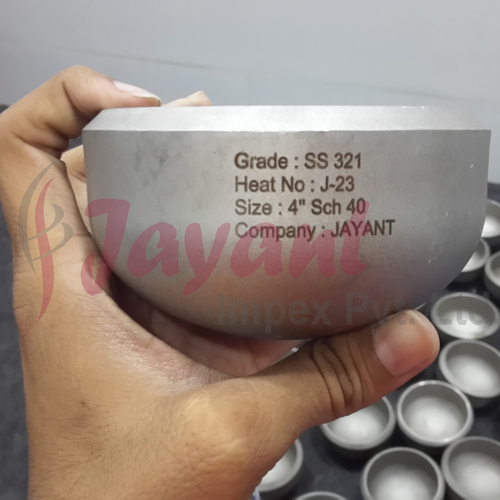 Grade : SS 321
Heat No : J-23
Size : 4" Sch 40
Company : JAYANT
Jayant
Impex Pvt. Ltd